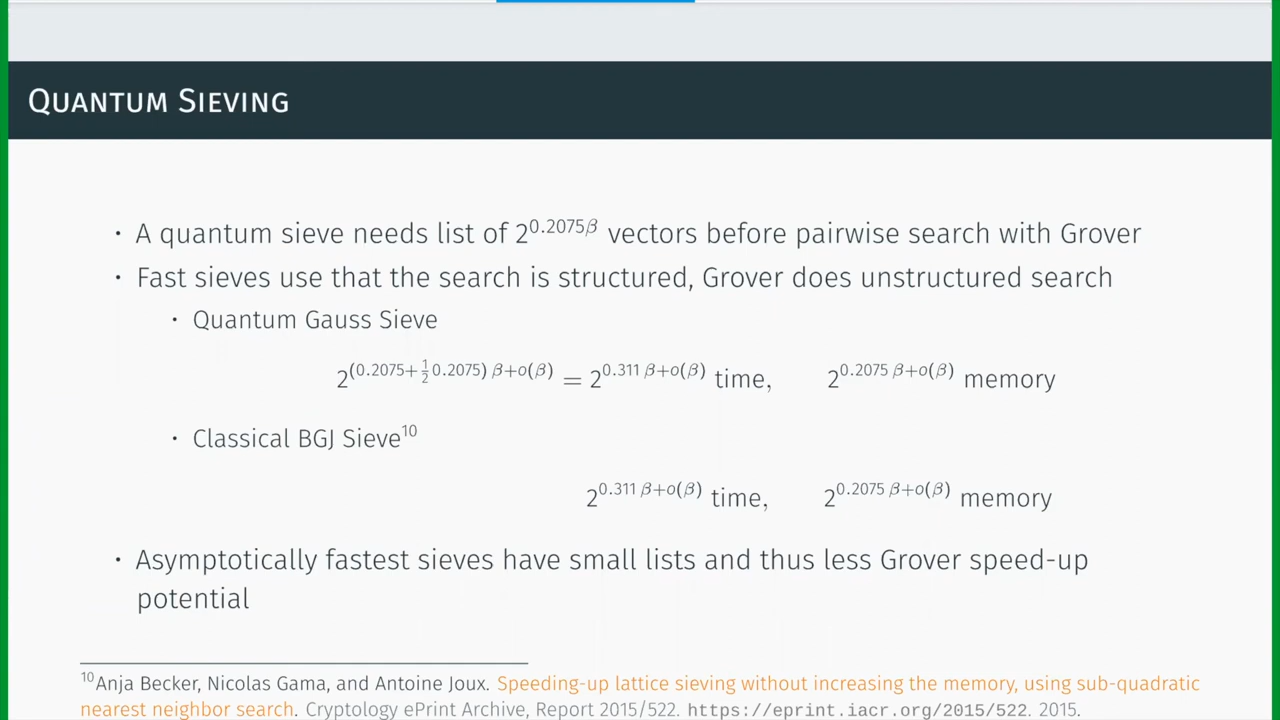 QUANTUM SIEVING
· A quantum sieve needs list of 2^{0.2075β} vectors before pairwise search with Grover
· Fast sieves use that the search is structured, Grover does unstructured search
· Quantum Gauss Sieve
2^{(0.2075+\frac{1}{2}0.2075) β+o(β)} = 2^{0.311 β+o(β)} time, 2^{0.2075 β+o(β)} memory
· Classical BGJ Sieve^{10}
2^{0.311 β+o(β)} time, 2^{0.2075 β+o(β)} memory
· Asymptotically fastest sieves have small lists and thus less Grover speed-up
potential
^{10}Anja Becker, Nicolas Gama, and Antoine Joux. Speeding-up lattice sieving without increasing the memory, using sub-quadratic
nearest neighbor search. Cryptology ePrint Archive, Report 2015/522. https://eprint.iacr.org/2015/522. 2015.